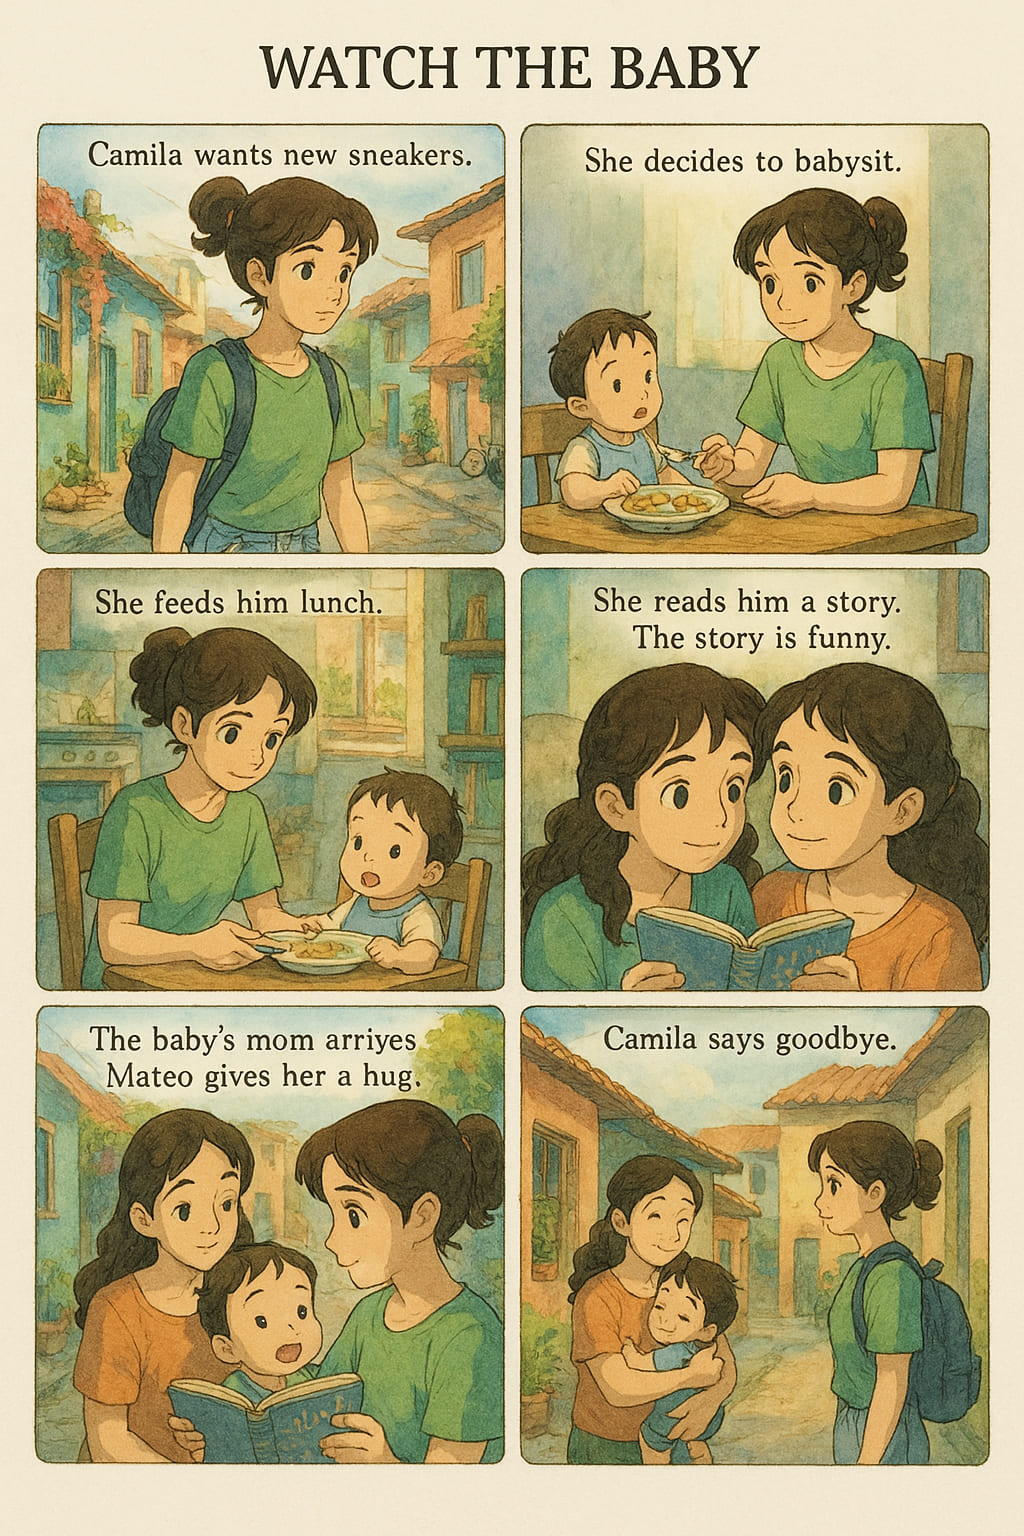 WATCH THE BABY
Camila wants new sneakers.
She decides to babysit.
She feeds him lunch.
She reads him a story.
The story is funny.
The baby's mom arriyes
Mateo gives her a hug.
Camila says goodbye.